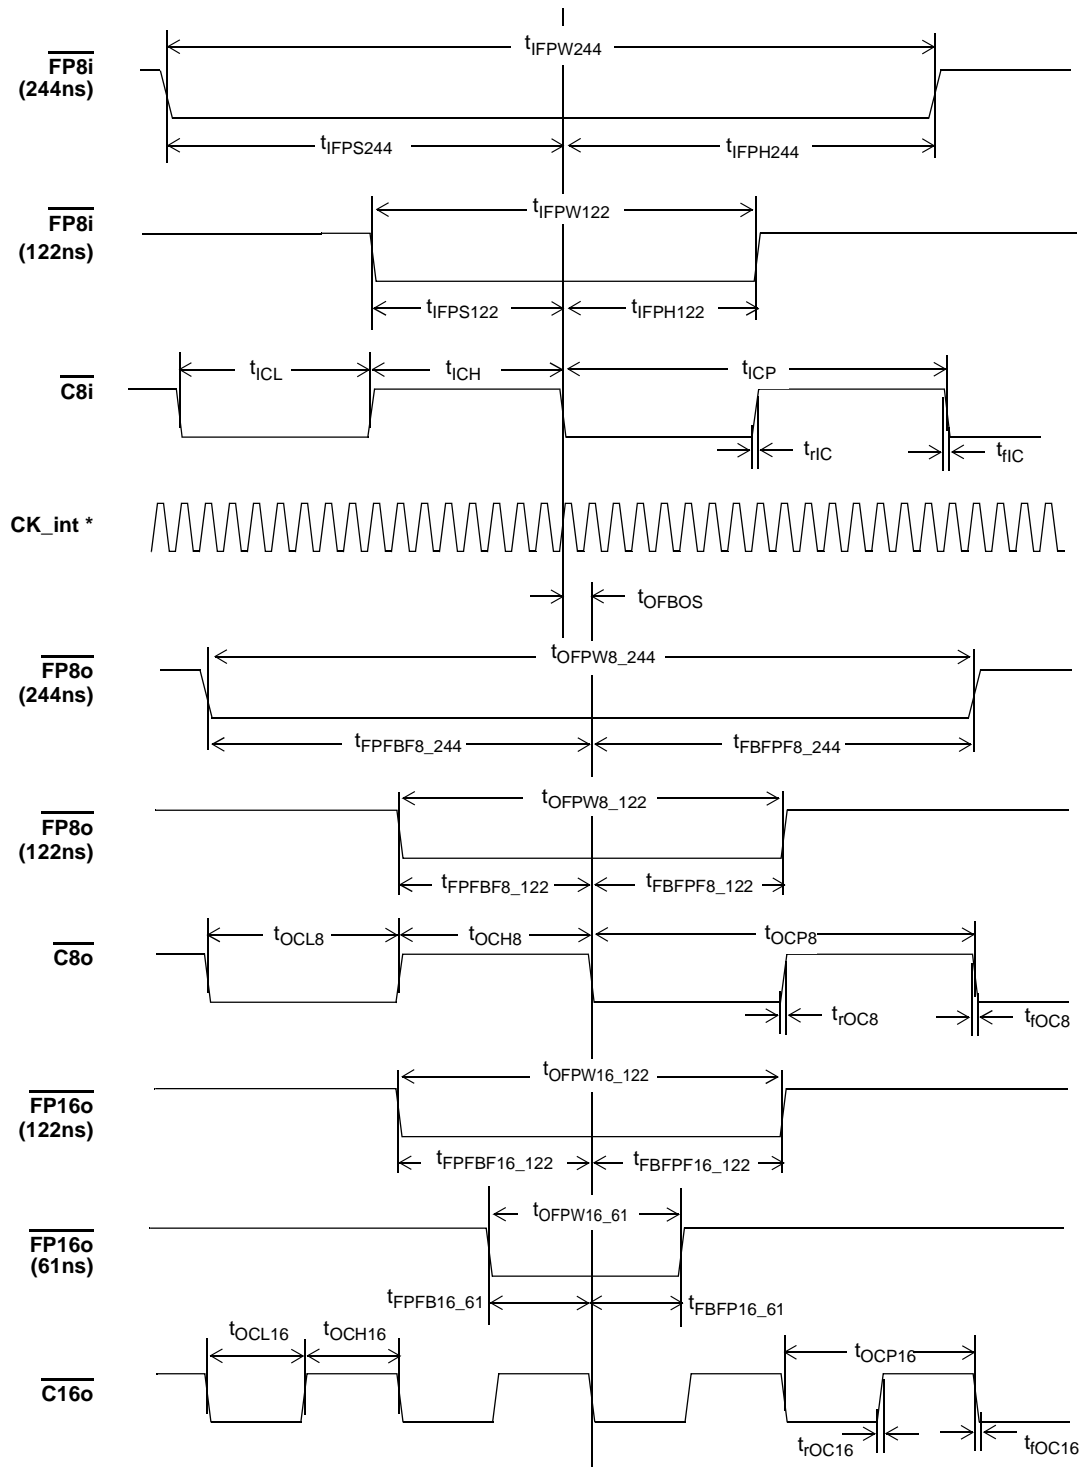 tIFPW244
FP8i
(244ns)
tIFPS244
tIFPH244
FP8i
(122ns)
tIFPW122
tIFPS122
tIFPH122
tICL
tICH
tICP
C8i
trIC
tfIC
CK_int *
tOFBOS
FP8o
(244ns)
tOFPW8_244
tFPFBF8_244
tFBFPF8_244
FP8o
(122ns)
tOFPW8_122
tFPFBF8_122
tFBFPF8_122
tOCL8
tOCH8
tOCP8
C8o
trOC8
tfOC8
FP16o
(122ns)
tOFPW16_122
tFPFBF16_122
tFBFPF16_122
FP16o
(61ns)
tOFPW16_61
tFPFB16_61
tFBFP16_61
tOCL16
tOCH16
tOCP16
C16o
trOC16
tfOC16